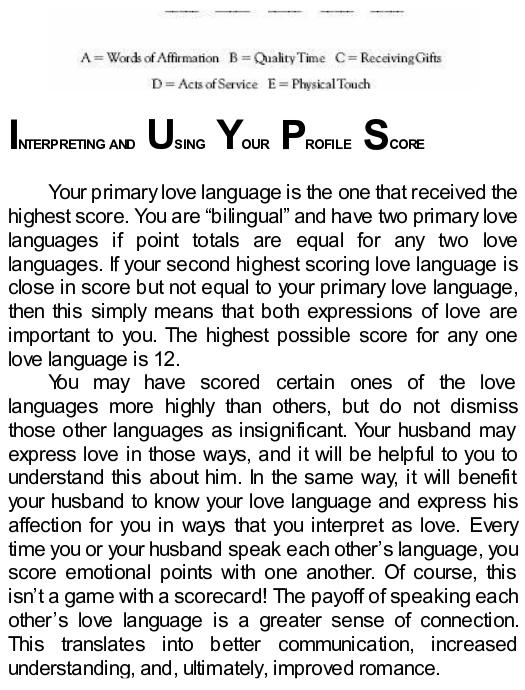 A = Words of Affirmation B = Quality Time C = Receiving Gifts
D = Acts of Service E = Physical Touch
INTERPRETING AND USING YOUR PROFILE SCORE
Your primary love language is the one that received the
highest score. You are “bilingual” and have two primary love
languages if point totals are equal for any two love
languages. If your second highest scoring love language is
close in score but not equal to your primary love language,
then this simply means that both expressions of love are
important to you. The highest possible score for any one
love language is 12.
You may have scored certain ones of the love
languages more highly than others, but do not dismiss
those other languages as insignificant. Your husband may
express love in those ways, and it will be helpful to you to
understand this about him. In the same way, it will benefit
your husband to know your love language and express his
affection for you in ways that you interpret as love. Every
time you or your husband speak each other’s language, you
score emotional points with one another. Of course, this
isn’t a game with a scorecard! The payoff of speaking each
other’s love language is a greater sense of connection.
This translates into better communication, increased
understanding, and, ultimately, improved romance.